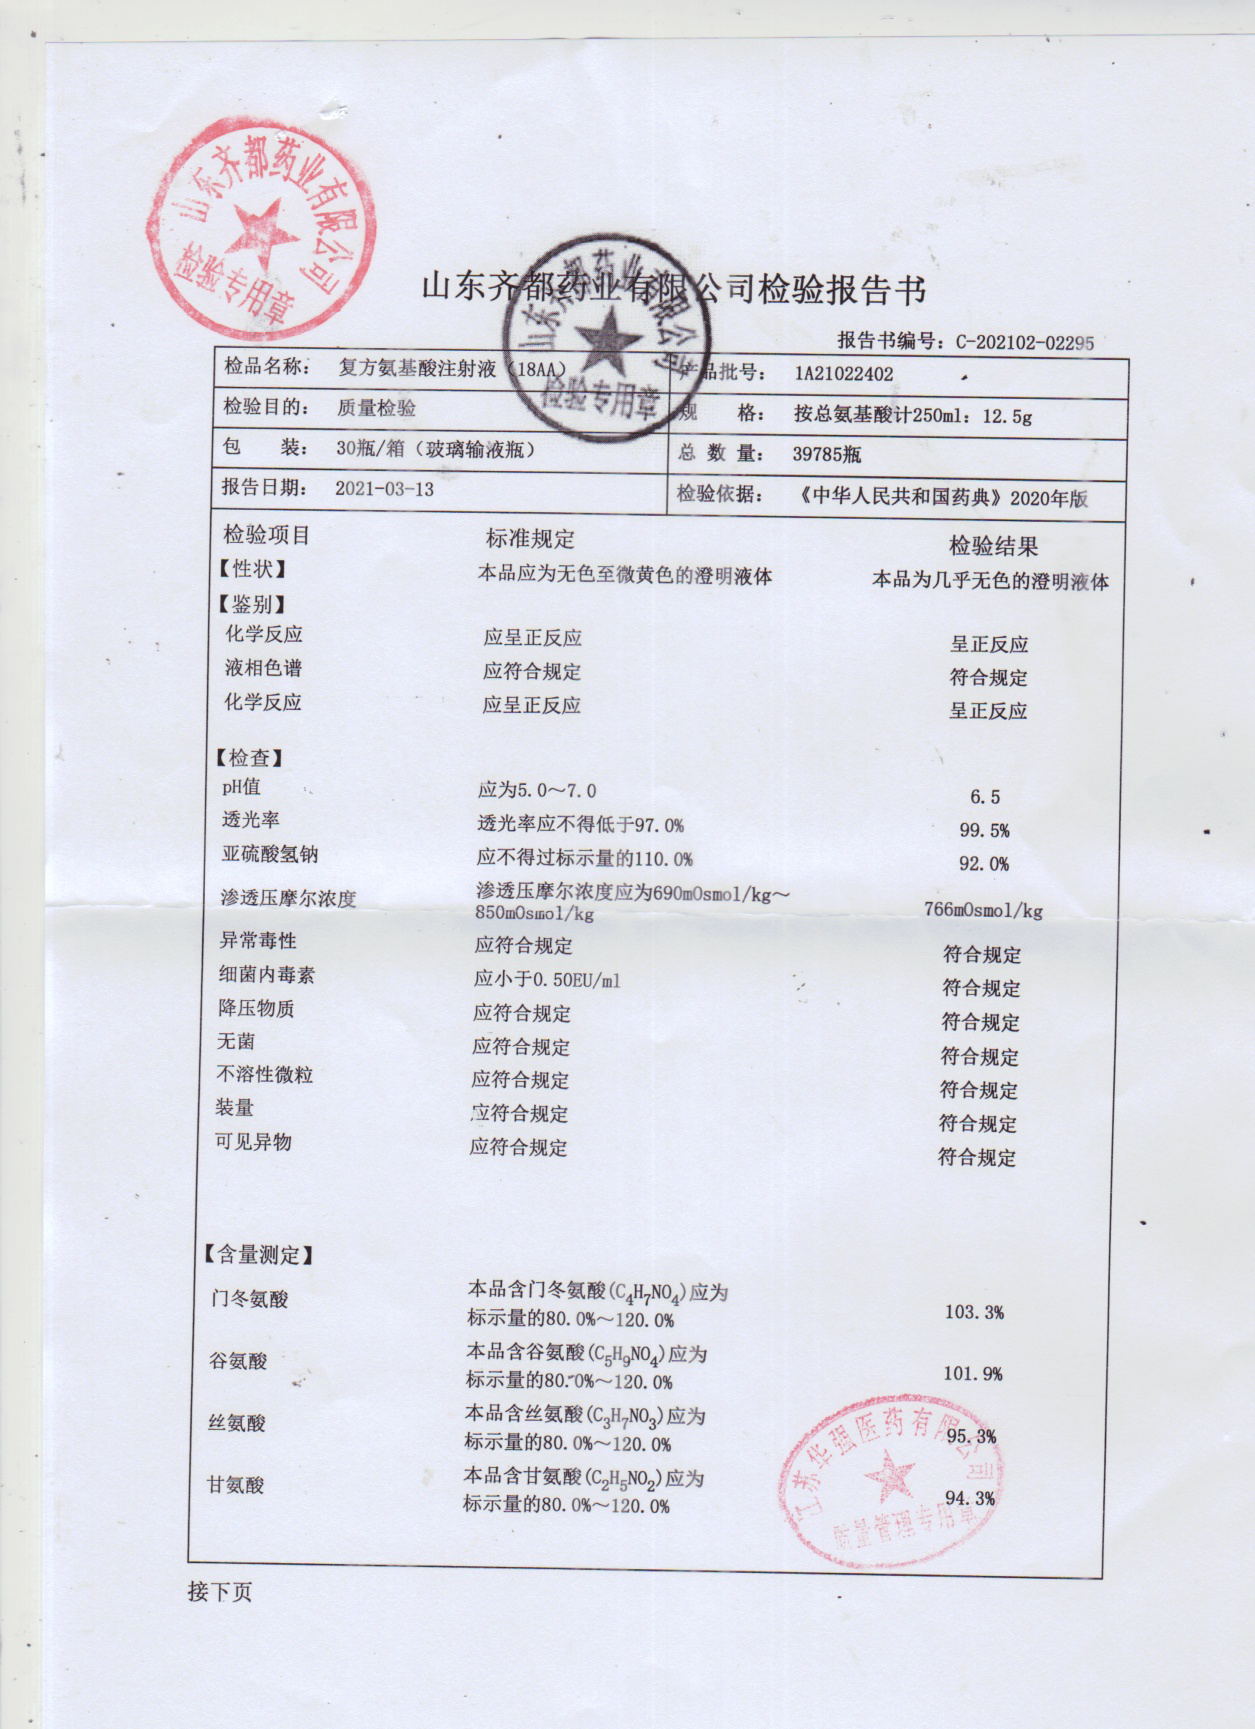 山东齐都药业有限公司
检验专用章
山东齐都药业有限公司检验报告书
山东齐都药业有限公司
检验专用章
报告书编号：C-202102-02295
检品名称： 复方氨基酸注射液（18AA） 产品批号： 1A21022402
检验目的： 质量检验 规 格： 按总氨基酸计250ml：12.5g
包 装： 30瓶/箱（玻璃输液瓶） 总 数 量： 39785瓶
报告日期： 2021-03-13 检验依据： 《中华人民共和国药典》2020年版
检验项目 标准规定 检验结果
【性状】 本品应为无色至微黄色的澄明液体 本品为几乎无色的澄明液体
【鉴别】
化学反应 应呈正反应 呈正反应
液相色谱 应符合规定 符合规定
化学反应 应呈正反应 呈正反应
【检查】
pH值 应为5.0～7.0 6.5
透光率 透光率应不得低于97.0% 99.5%
亚硫酸氢钠 应不得过标示量的110.0% 92.0%
渗透压摩尔浓度 渗透压摩尔浓度应为690mOsmol/kg～
850mOsmol/kg 766mOsmol/kg
异常毒性 应符合规定 符合规定
细菌内毒素 应小于0.50EU/ml 符合规定
降压物质 应符合规定 符合规定
无菌 应符合规定 符合规定
不溶性微粒 应符合规定 符合规定
装量 应符合规定 符合规定
可见异物 应符合规定 符合规定
【含量测定】
门冬氨酸 本品含门冬氨酸(C4H7NO4)应为
标示量的80.0%～120.0% 103.3%
谷氨酸 本品含谷氨酸(C5H9NO4)应为
标示量的80.0%～120.0% 101.9%
丝氨酸 本品含丝氨酸(C3H7NO3)应为
标示量的80.0%～120.0% 95.3%
甘氨酸 本品含甘氨酸(C2H5NO2)应为
标示量的80.0%～120.0% 94.3%
江苏华强医药有限公司
质量管理专用章
接下页